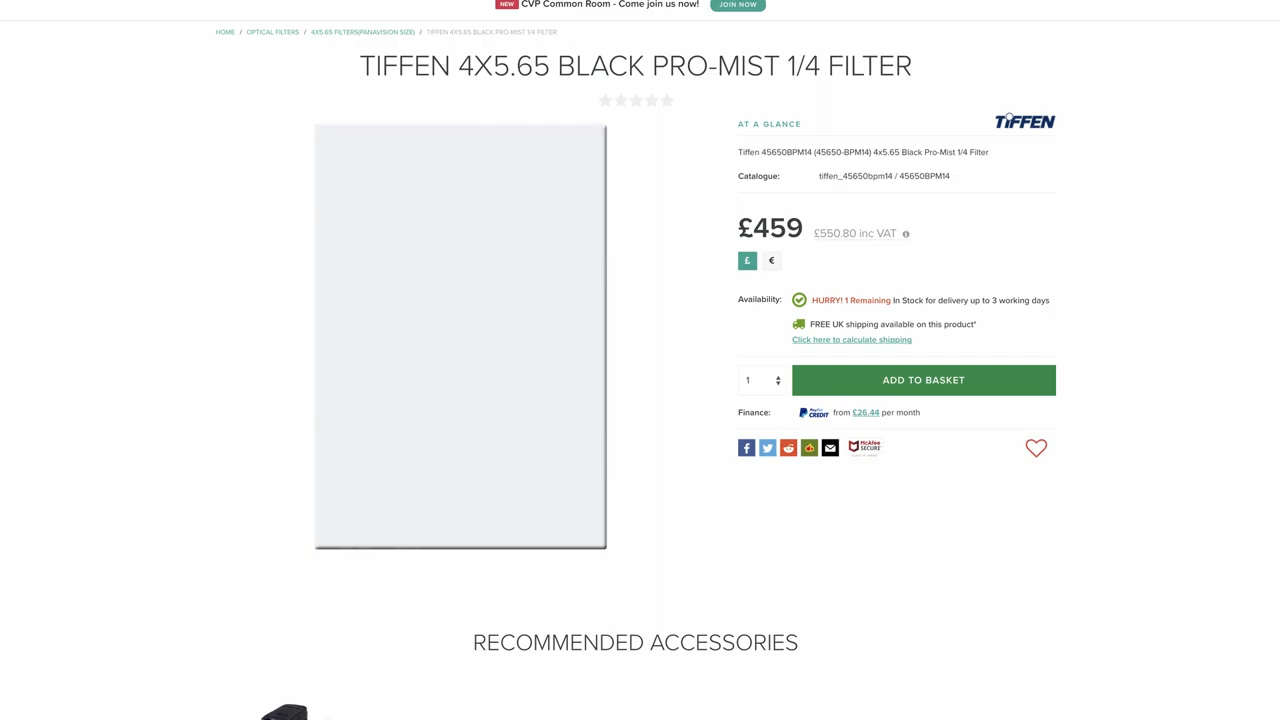 NEW CVP Common Room - Come join us now! JOIN NOW
HOME / OPTICAL FILTERS / 4X5.65 FILTERS(PANAVISION SIZE) / TIFFEN 4X5.65 BLACK PRO-MIST 1/4 FILTER
TIFFEN 4X5.65 BLACK PRO-MIST 1/4 FILTER
AT A GLANCE
TIFFEN
Tiffen 45650BPM14 (45650-BPM14) 4x5.65 Black Pro-Mist 1/4 Filter
Catalogue: tiffen_45650bpm14 / 45650BPM14
£459 £550.80 inc VAT
£ €
Availability: HURRY! 1 Remaining In Stock for delivery up to 3 working days
FREE UK shipping available on this product*
Click here to calculate shipping
1 ADD TO BASKET
Finance: PayPal CREDIT from £26.44 per month
McAfee
SECURE
RECOMMENDED ACCESSORIES